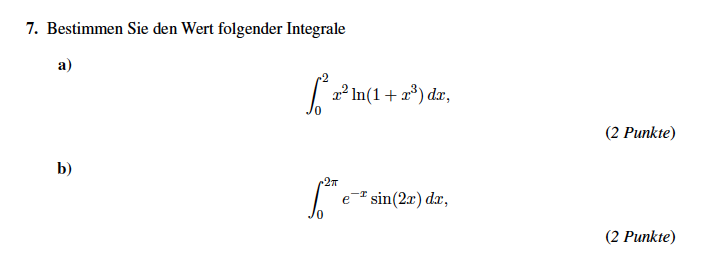 7. Bestimmen Sie den Wert folgender Integrale
a)
∫₀² x² ln(1 + x³) dx,
(2 Punkte)
b)
∫₀^{2π} e^{−x} sin(2x) dx,
(2 Punkte)